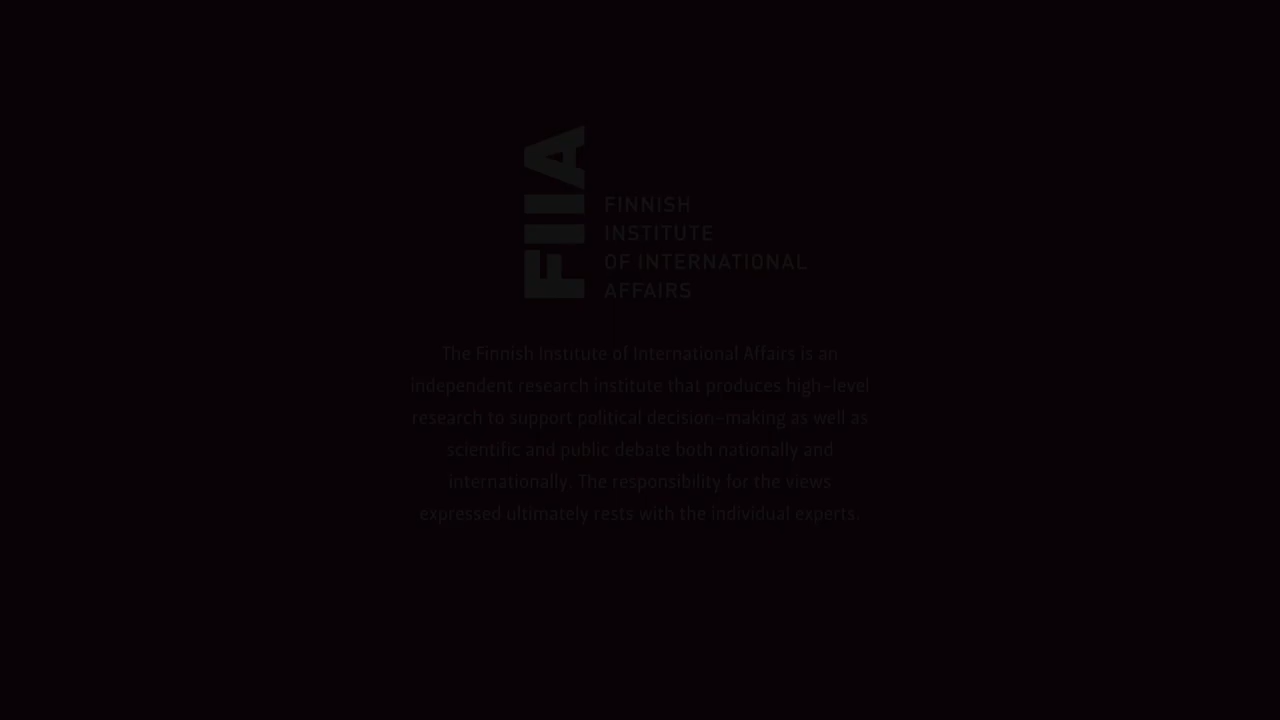 FIIA
FINNISH
INSTITUTE
OF INTERNATIONAL
AFFAIRS
The Finnish Institute of International Affairs is an
independent research institute that produces high-level
research to support political decision-making as well as
scientific and public debate both nationally and
internationally. The responsibility for the views
expressed ultimately rests with the individual experts.